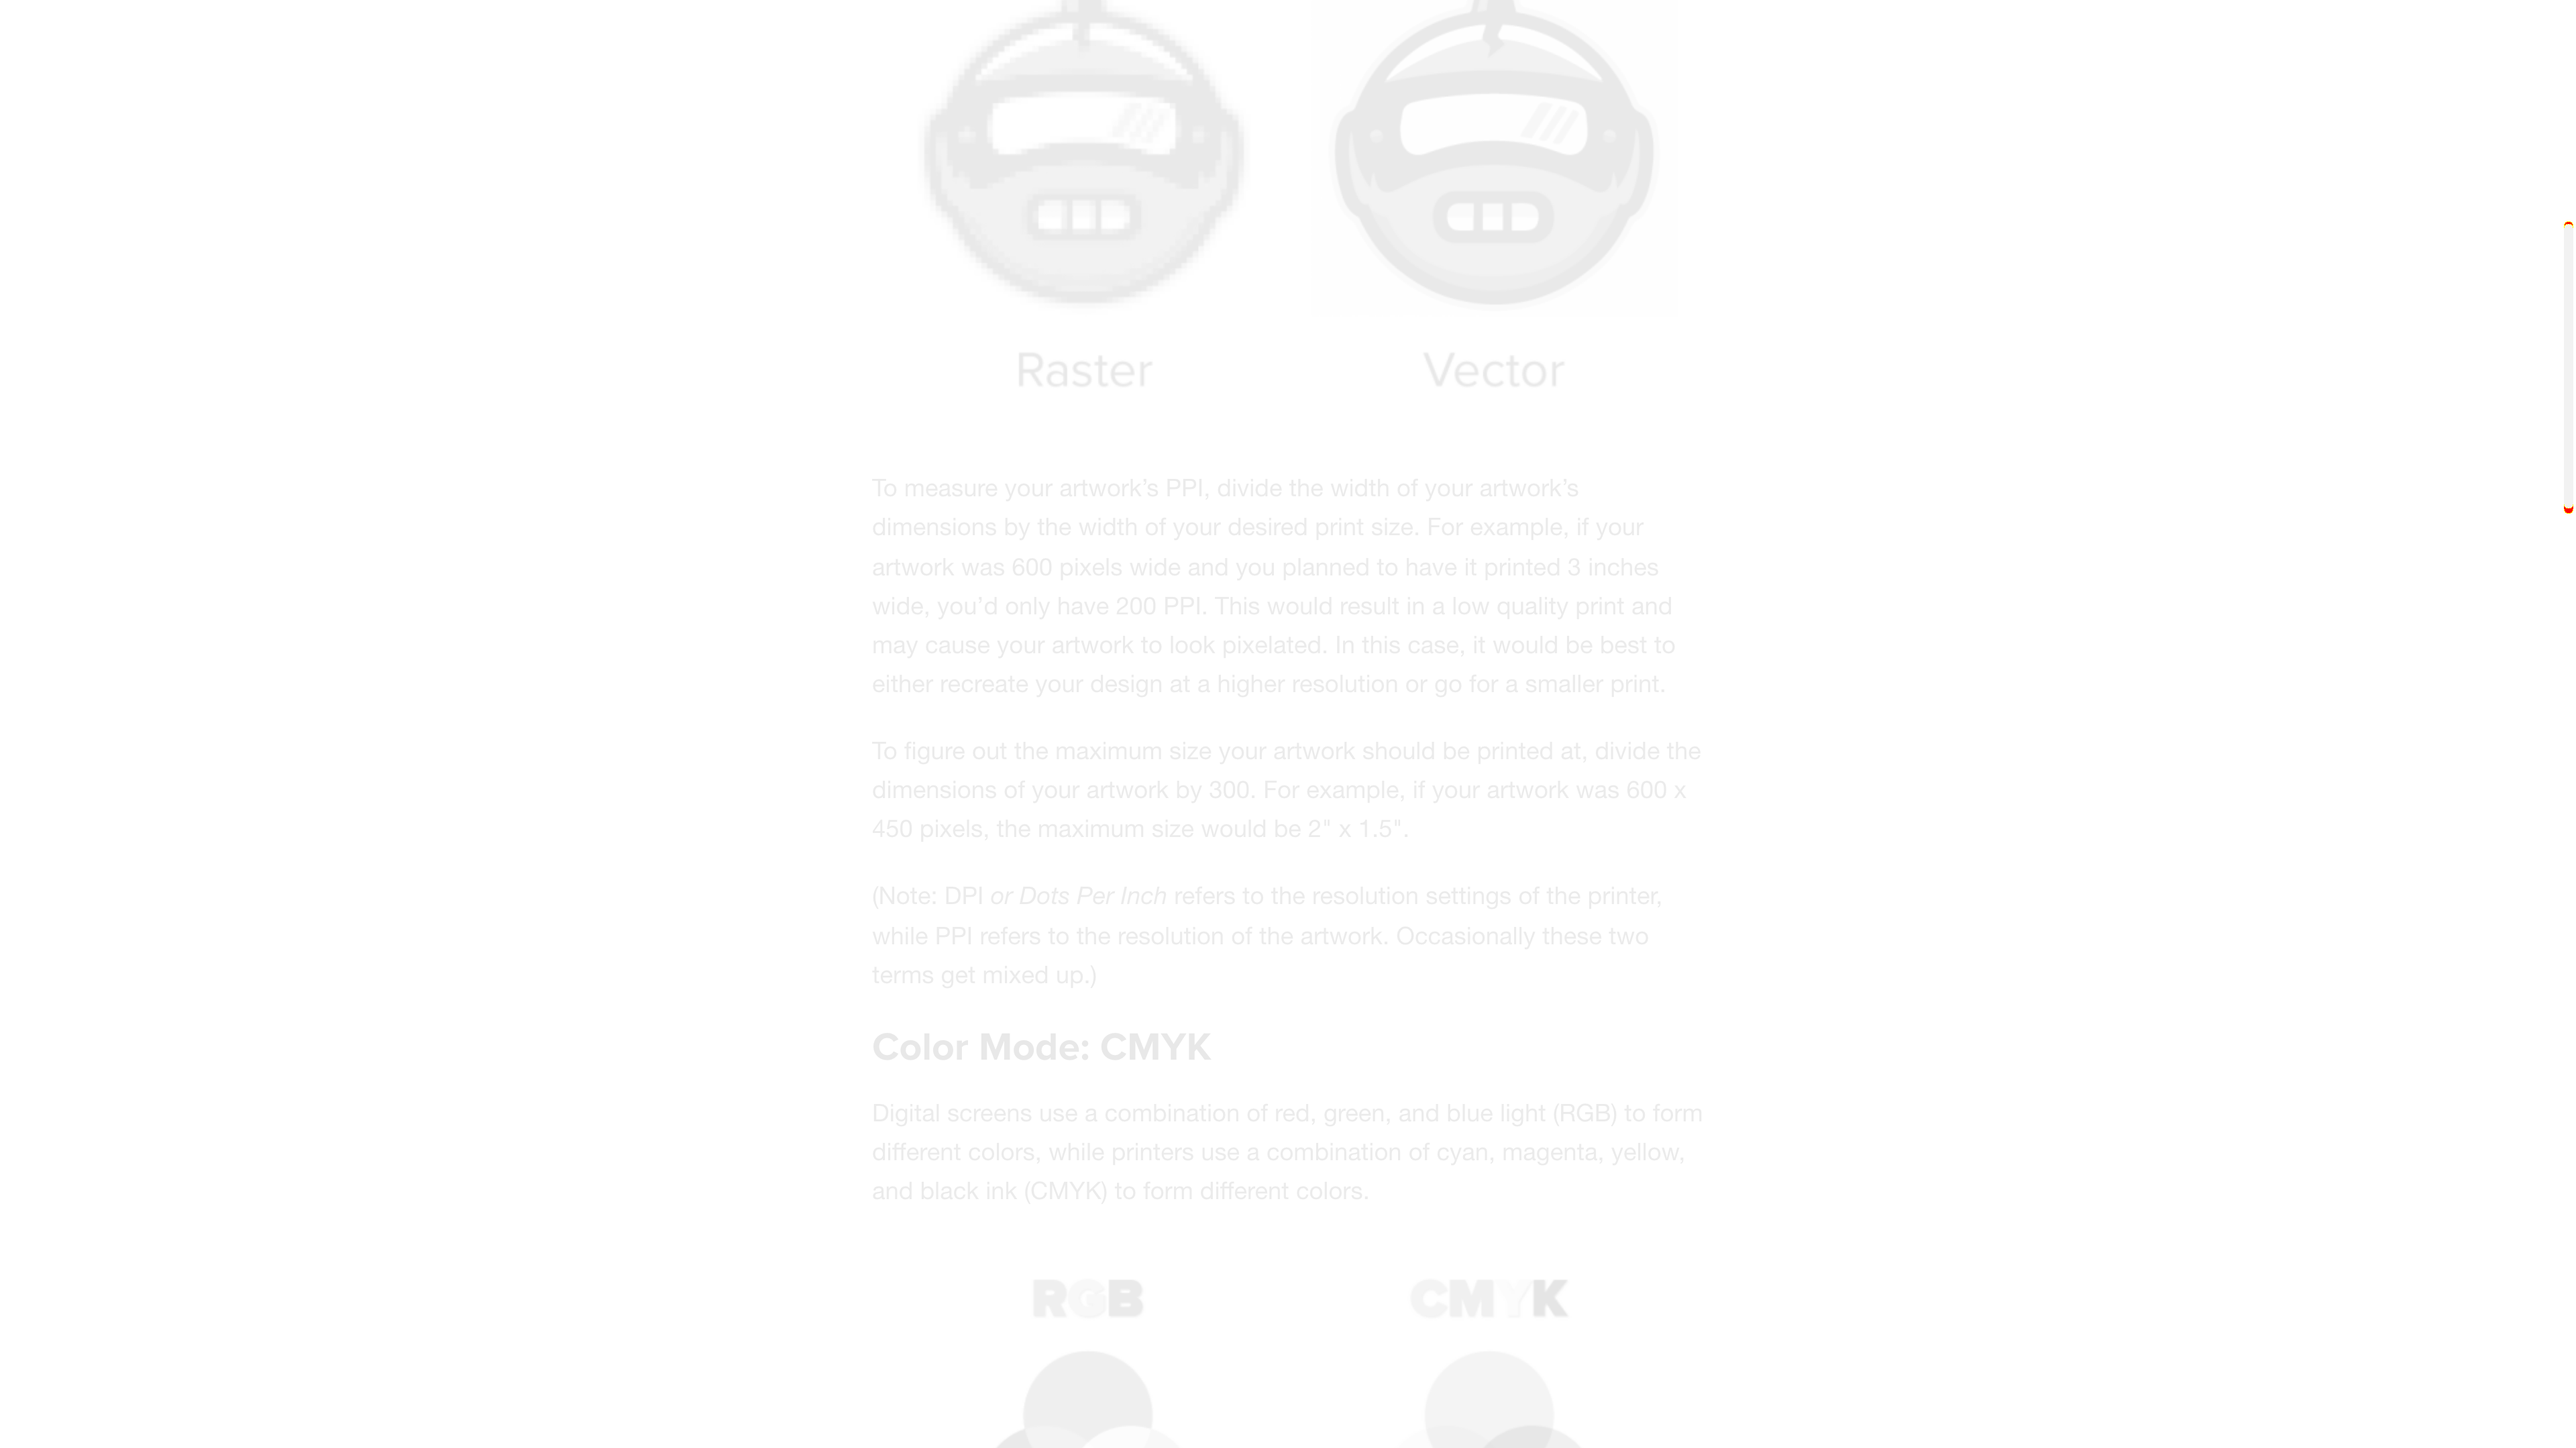 Raster
Vector
To measure your artwork’s PPI, divide the width of your artwork’s
dimensions by the width of your desired print size. For example, if your
artwork was 600 pixels wide and you planned to have it printed 3 inches
wide, you’d only have 200 PPI. This would result in a low quality print and
may cause your artwork to look pixelated. In this case, it would be best to
either recreate your design at a higher resolution or go for a smaller print.
To figure out the maximum size your artwork should be printed at, divide the
dimensions of your artwork by 300. For example, if your artwork was 600 x
450 pixels, the maximum size would be 2" x 1.5".
(Note: DPI or Dots Per Inch refers to the resolution settings of the printer,
while PPI refers to the resolution of the artwork. Occasionally these two
terms get mixed up.)
Color Mode: CMYK
Digital screens use a combination of red, green, and blue light (RGB) to form
different colors, while printers use a combination of cyan, magenta, yellow,
and black ink (CMYK) to form different colors.
RGB
CMYK